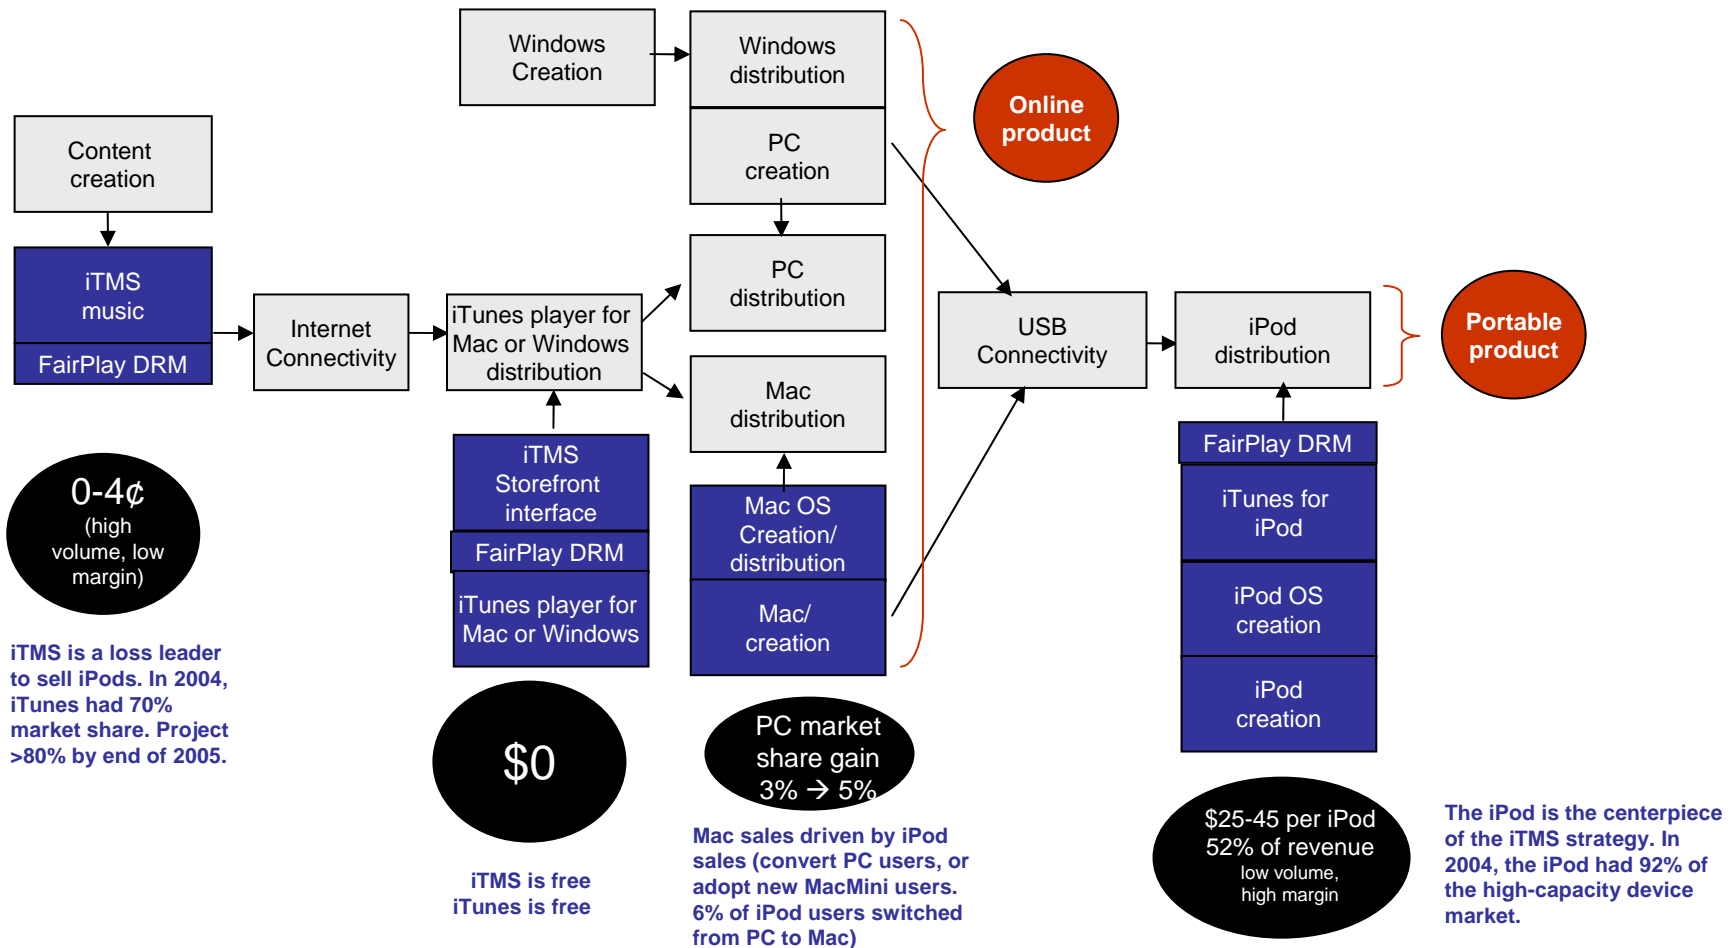 Windows
Creation
Windows
distribution
PC
creation
Online
product
Content
creation
iTMS
music
FairPlay DRM
Internet
Connectivity
iTunes player for
Mac or Windows
distribution
PC
distribution
Mac
distribution
USB
Connectivity
iPod
distribution
Portable
product
0-4¢
(high
volume, low
margin)
iTMS
Storefront
interface
FairPlay DRM
iTunes player for
Mac or Windows
Mac OS
Creation/
distribution
Mac/
creation
FairPlay DRM
iTunes for
iPod
iPod OS
creation
iPod
creation
iTMS is a loss leader
to sell iPods. In 2004,
iTunes had 70%
market share. Project
>80% by end of 2005.
$0
iTMS is free
iTunes is free
PC market
share gain
3% → 5%
Mac sales driven by iPod
sales (convert PC users, or
adopt new MacMini users.
6% of iPod users switched
from PC to Mac)
$25-45 per iPod
52% of revenue
low volume,
high margin
The iPod is the centerpiece
of the iTMS strategy. In
2004, the iPod had 92% of
the high-capacity device
market.